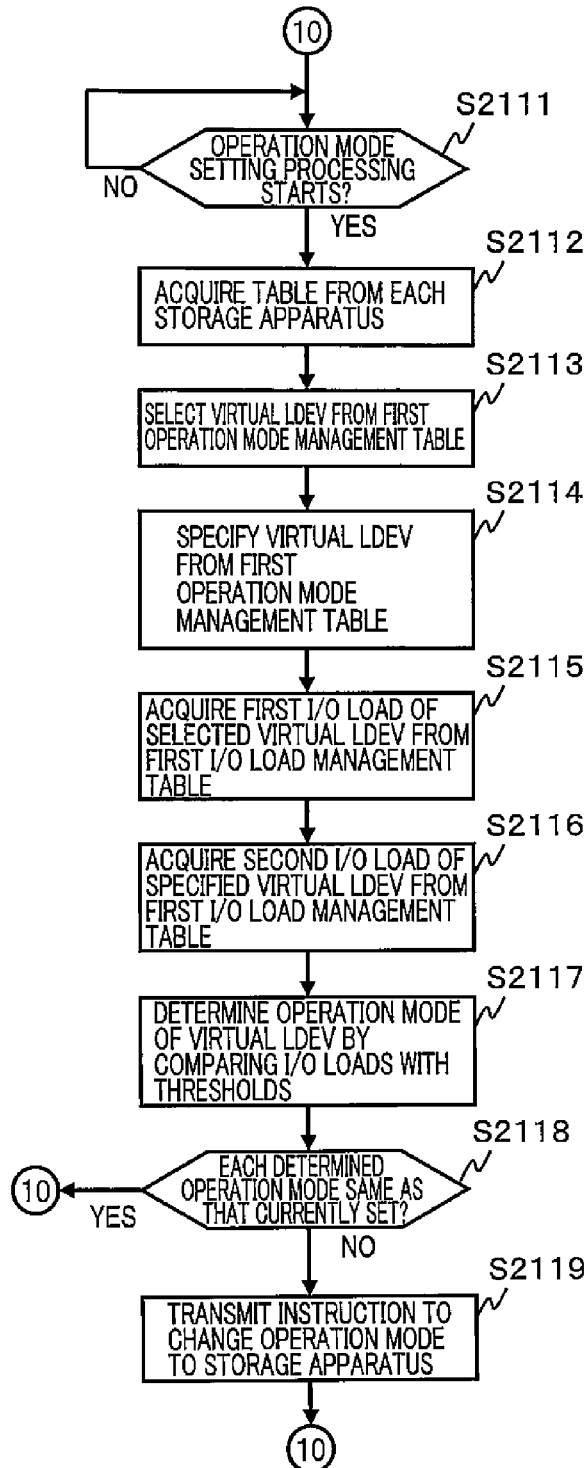 10
S2111
OPERATION MODE
SETTING PROCESSING
STARTS?
NO
YES
S2112
ACQUIRE TABLE FROM EACH
STORAGE APPARATUS
S2113
SELECT VIRTUAL LDEV FROM FIRST
OPERATION MODE MANAGEMENT TABLE
S2114
SPECIFY VIRTUAL LDEV
FROM FIRST
OPERATION MODE
MANAGEMENT TABLE
S2115
ACQUIRE FIRST I/O LOAD OF
SELECTED VIRTUAL LDEV FROM
FIRST I/O LOAD MANAGEMENT
TABLE
S2116
ACQUIRE SECOND I/O LOAD OF
SPECIFIED VIRTUAL LDEV FROM
FIRST I/O LOAD MANAGEMENT
TABLE
S2117
DETERMINE OPERATION MODE
OF VIRTUAL LDEV BY
COMPARING I/O LOADS WITH
THRESHOLDS
S2118
EACH DETERMINED
OPERATION MODE SAME AS
THAT CURRENTLY SET?
10
YES
NO
S2119
TRANSMIT INSTRUCTION TO
CHANGE OPERATION MODE
TO STORAGE APPARATUS
10